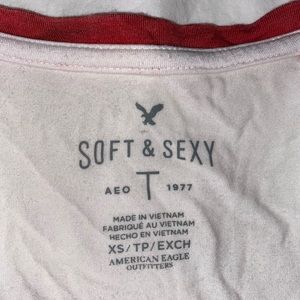 SOFT & SEXY
AEO T 1977
MADE IN VIETNAM
FABRIQUÉ AU VIETNAM
HECHO EN VIETNAM
XS/TP/EXCH
AMERICAN EAGLE
OUTFITTERS